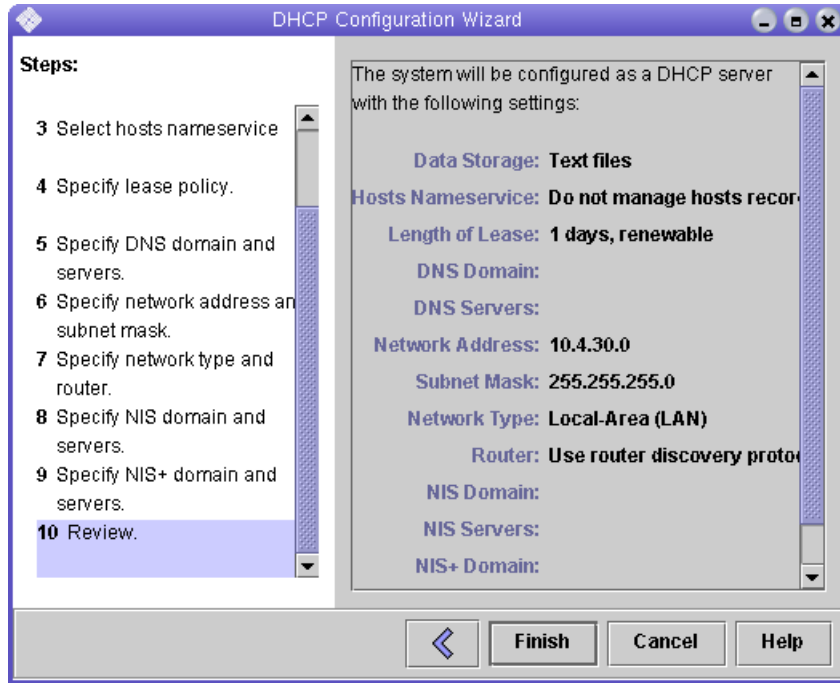 DHCP Configuration Wizard
Steps:
3 Select hosts nameservice
4 Specify lease policy.
5 Specify DNS domain and
servers.
6 Specify network address an
subnet mask.
7 Specify network type and
router.
8 Specify NIS domain and
servers.
9 Specify NIS+ domain and
servers.
10 Review.
The system will be configured as a DHCP server
with the following settings:
Data Storage: Text files
Hosts Nameservice: Do not manage hosts recor
Length of Lease: 1 days, renewable
DNS Domain:
DNS Servers:
Network Address: 10.4.30.0
Subnet Mask: 255.255.255.0
Network Type: Local-Area (LAN)
Router: Use router discovery proto
NIS Domain:
NIS Servers:
NIS+ Domain:
Finish
Cancel
Help